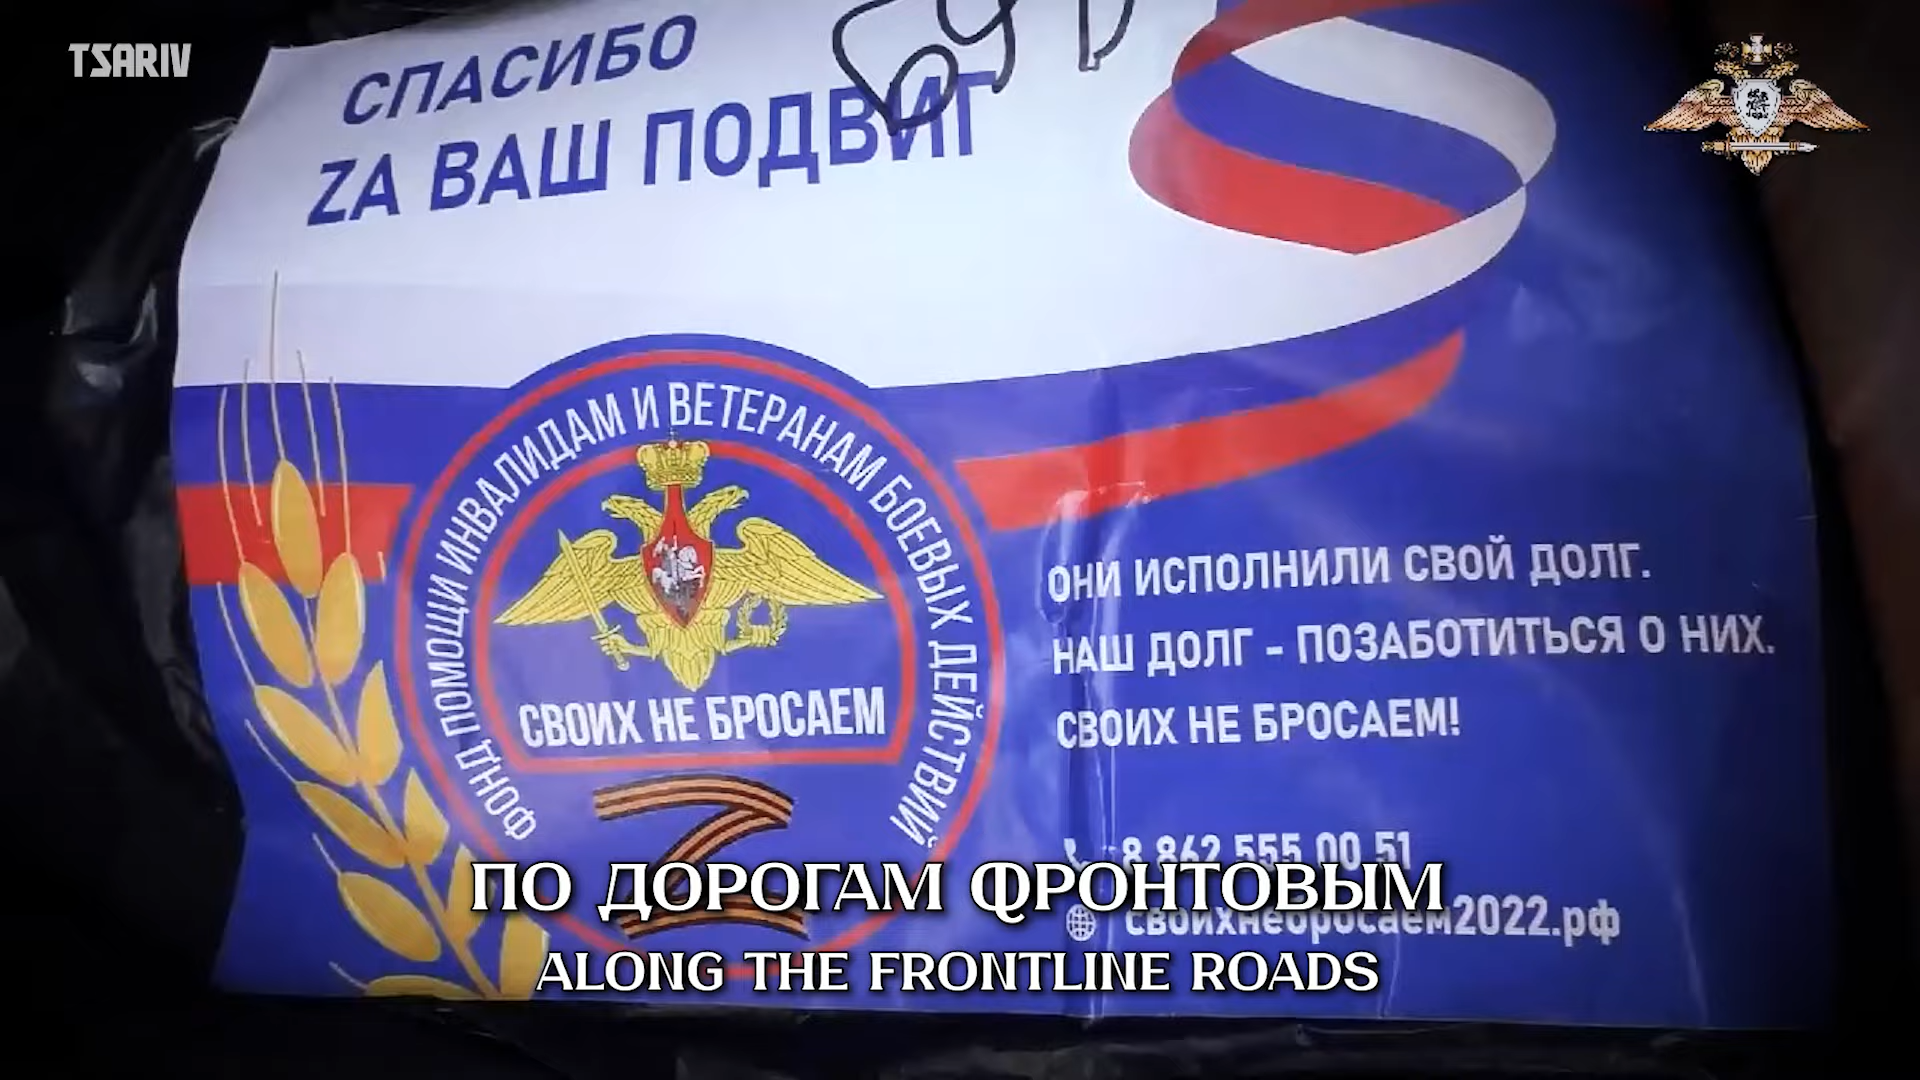 TSARIV
СПАСИБО
ZА ВАШ ПОДВИГ
ФОНД ПОМОЩИ ИНВАЛИДАМ И ВЕТЕРАНАМ БОЕВЫХ ДЕЙСТВИЙ
СВОИХ НЕ БРОСАЕМ
Z
ОНИ ИСПОЛНИЛИ СВОЙ ДОЛГ.
НАШ ДОЛГ - ПОЗАБОТИТЬСЯ О НИХ.
СВОИХ НЕ БРОСАЕМ!
8 862 555 00 51
своихнебросаем2022.рф
ПО ДОРОГАМ ФРОНТОВЫМ
ALONG THE FRONTLINE ROADS